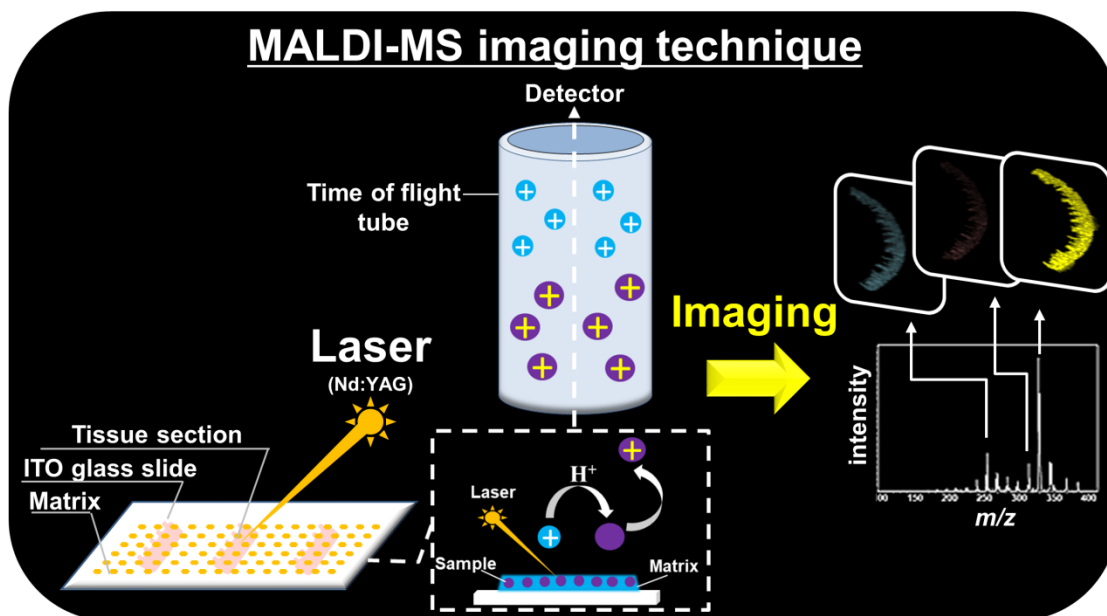 MALDI-MS imaging technique
Detector
Time of flight
tube
Laser
(Nd:YAG)
Tissue section
ITO glass slide
Matrix
H⁺
Laser
Sample
Matrix
Imaging
intensity
100 150 200 250 300 350 400
m/z